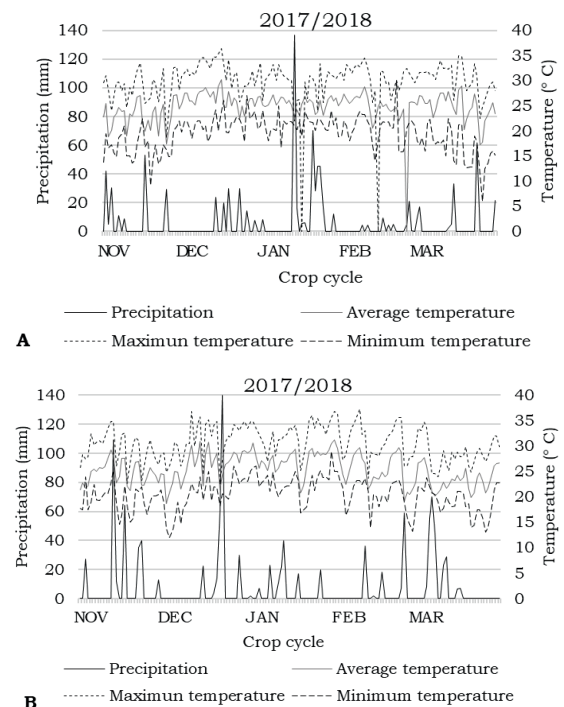 2017/2018
Precipitation (mm)
140
120
100
80
60
40
20
0
Temperature (° C)
40
35
30
25
20
15
10
5
0
NOV DEC JAN FEB MAR
Crop cycle
Precipitation Average temperature
Maximun temperature Minimum temperature
A
2017/2018
Precipitation (mm)
140
120
100
80
60
40
20
0
Temperature (° C)
40
35
30
25
20
15
10
5
0
NOV DEC JAN FEB MAR
Crop cycle
Precipitation Average temperature
Maximun temperature Minimum temperature
B